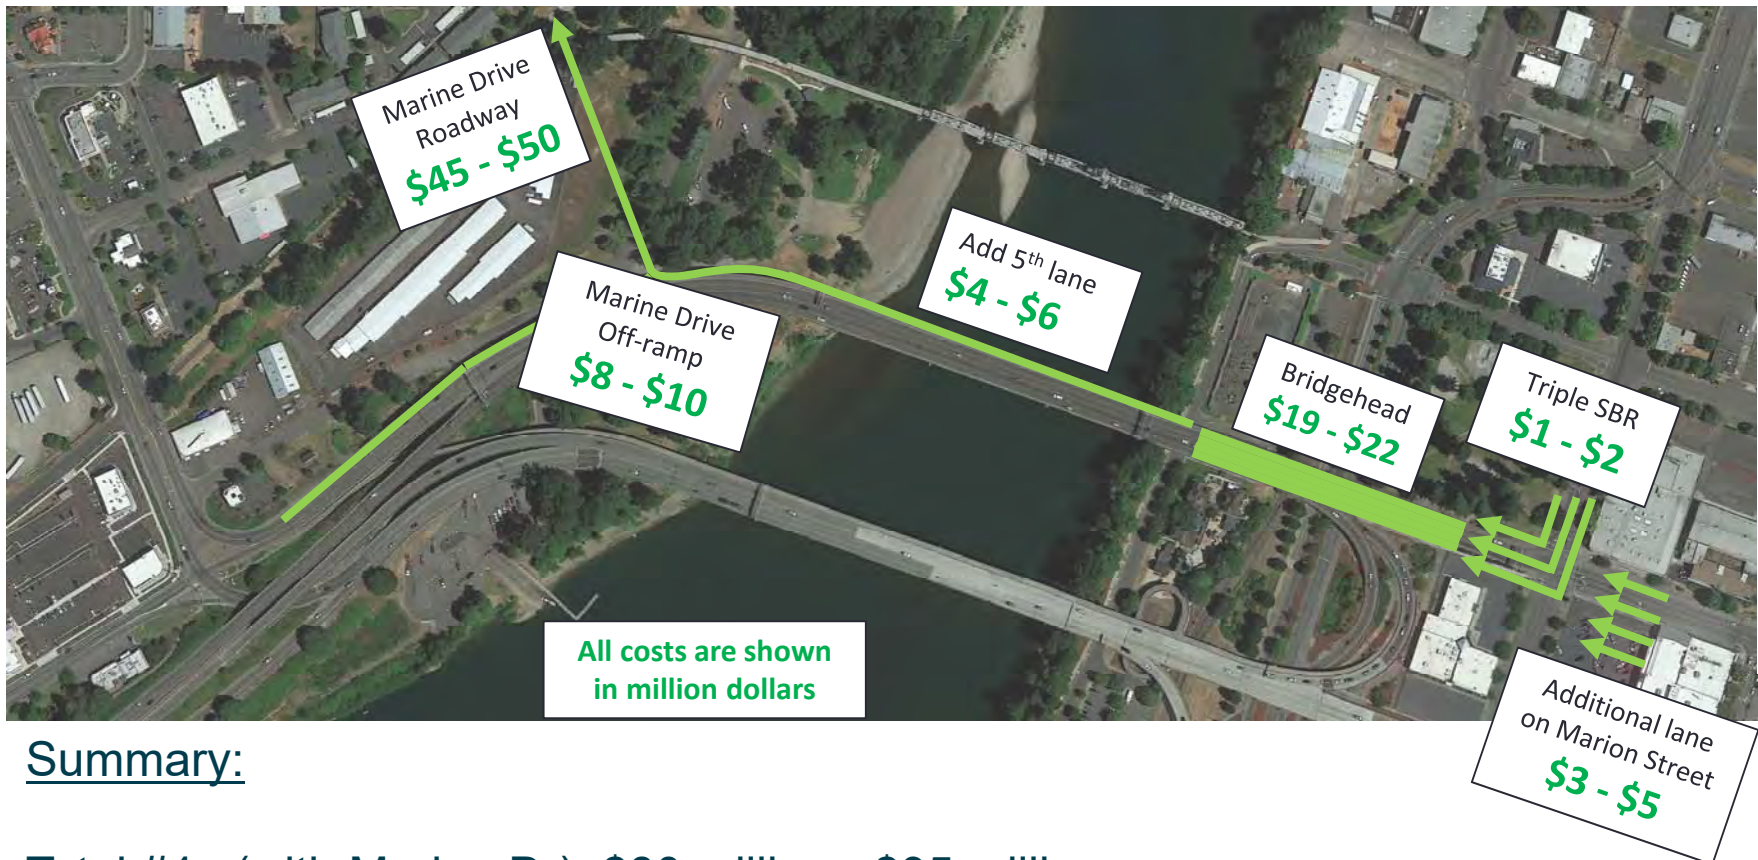 Marine Drive
Roadway
$45 - $50
Marine Drive
Off-ramp
$8 - $10
Add 5th lane
$4 - $6
Bridgehead
$19 - $22
Triple SBR
$1 - $2
Additional lane
on Marion Street
$3 - $5
All costs are shown
in million dollars
Summary: